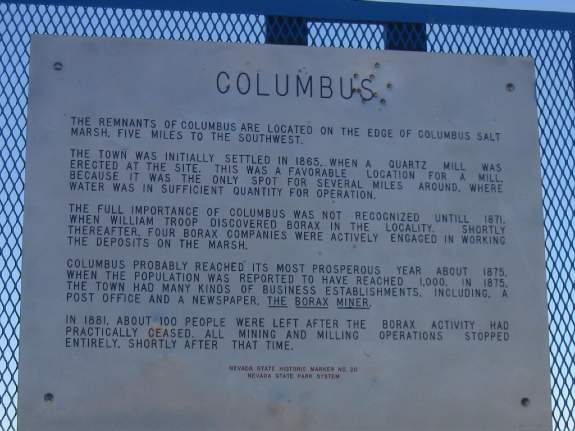 COLUMBUS
THE REMNANTS OF COLUMBUS ARE LOCATED ON THE EDGE OF COLUMBUS SALT
MARSH, FIVE MILES TO THE SOUTHWEST.
THE TOWN WAS INITIALLY SETTLED IN 1865, WHEN A QUARTZ MILL WAS
ERECTED AT THE SITE. THIS WAS A FAVORABLE LOCATION FOR A MILL,
BECAUSE IT WAS THE ONLY SPOT FOR SEVERAL MILES AROUND, WHERE
WATER WAS IN SUFFICIENT QUANTITY FOR OPERATION.
THE FULL IMPORTANCE OF COLUMBUS WAS NOT RECOGNIZED UNTILL 1871,
WHEN WILLIAM TROOP DISCOVERED BORAX IN THE LOCALITY. SHORTLY
THEREAFTER, FOUR BORAX COMPANIES WERE ACTIVELY ENGAGED IN WORKING
THE DEPOSITS ON THE MARSH.
COLUMBUS PROBABLY REACHED ITS MOST PROSPEROUS YEAR ABOUT 1875,
WHEN THE POPULATION WAS REPORTED TO HAVE REACHED 1,000. IN 1875,
THE TOWN HAD MANY KINDS OF BUSINESS ESTABLISHMENTS, INCLUDING, A
POST OFFICE AND A NEWSPAPER, THE BORAX MINER.
IN 1881, ABOUT 100 PEOPLE WERE LEFT AFTER THE BORAX ACTIVITY HAD
PRACTICALLY CEASED. ALL MINING AND MILLING OPERATIONS STOPPED
ENTIRELY, SHORTLY AFTER THAT TIME.
NEVADA STATE HISTORIC MARKER NO. 20
NEVADA STATE PARK SYSTEM